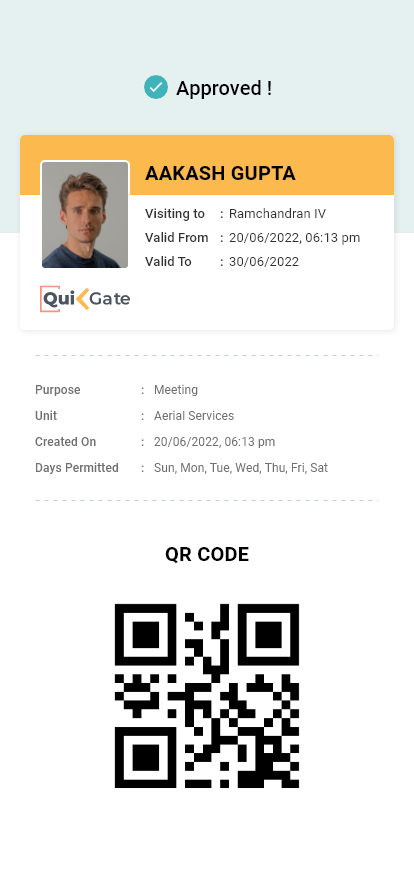 Approved !
AAKASH GUPTA
Visiting to : Ramchandran IV
Valid From : 20/06/2022, 06:13 pm
Valid To : 30/06/2022
QuikGate
Purpose : Meeting
Unit : Aerial Services
Created On : 20/06/2022, 06:13 pm
Days Permitted : Sun, Mon, Tue, Wed, Thu, Fri, Sat
QR CODE